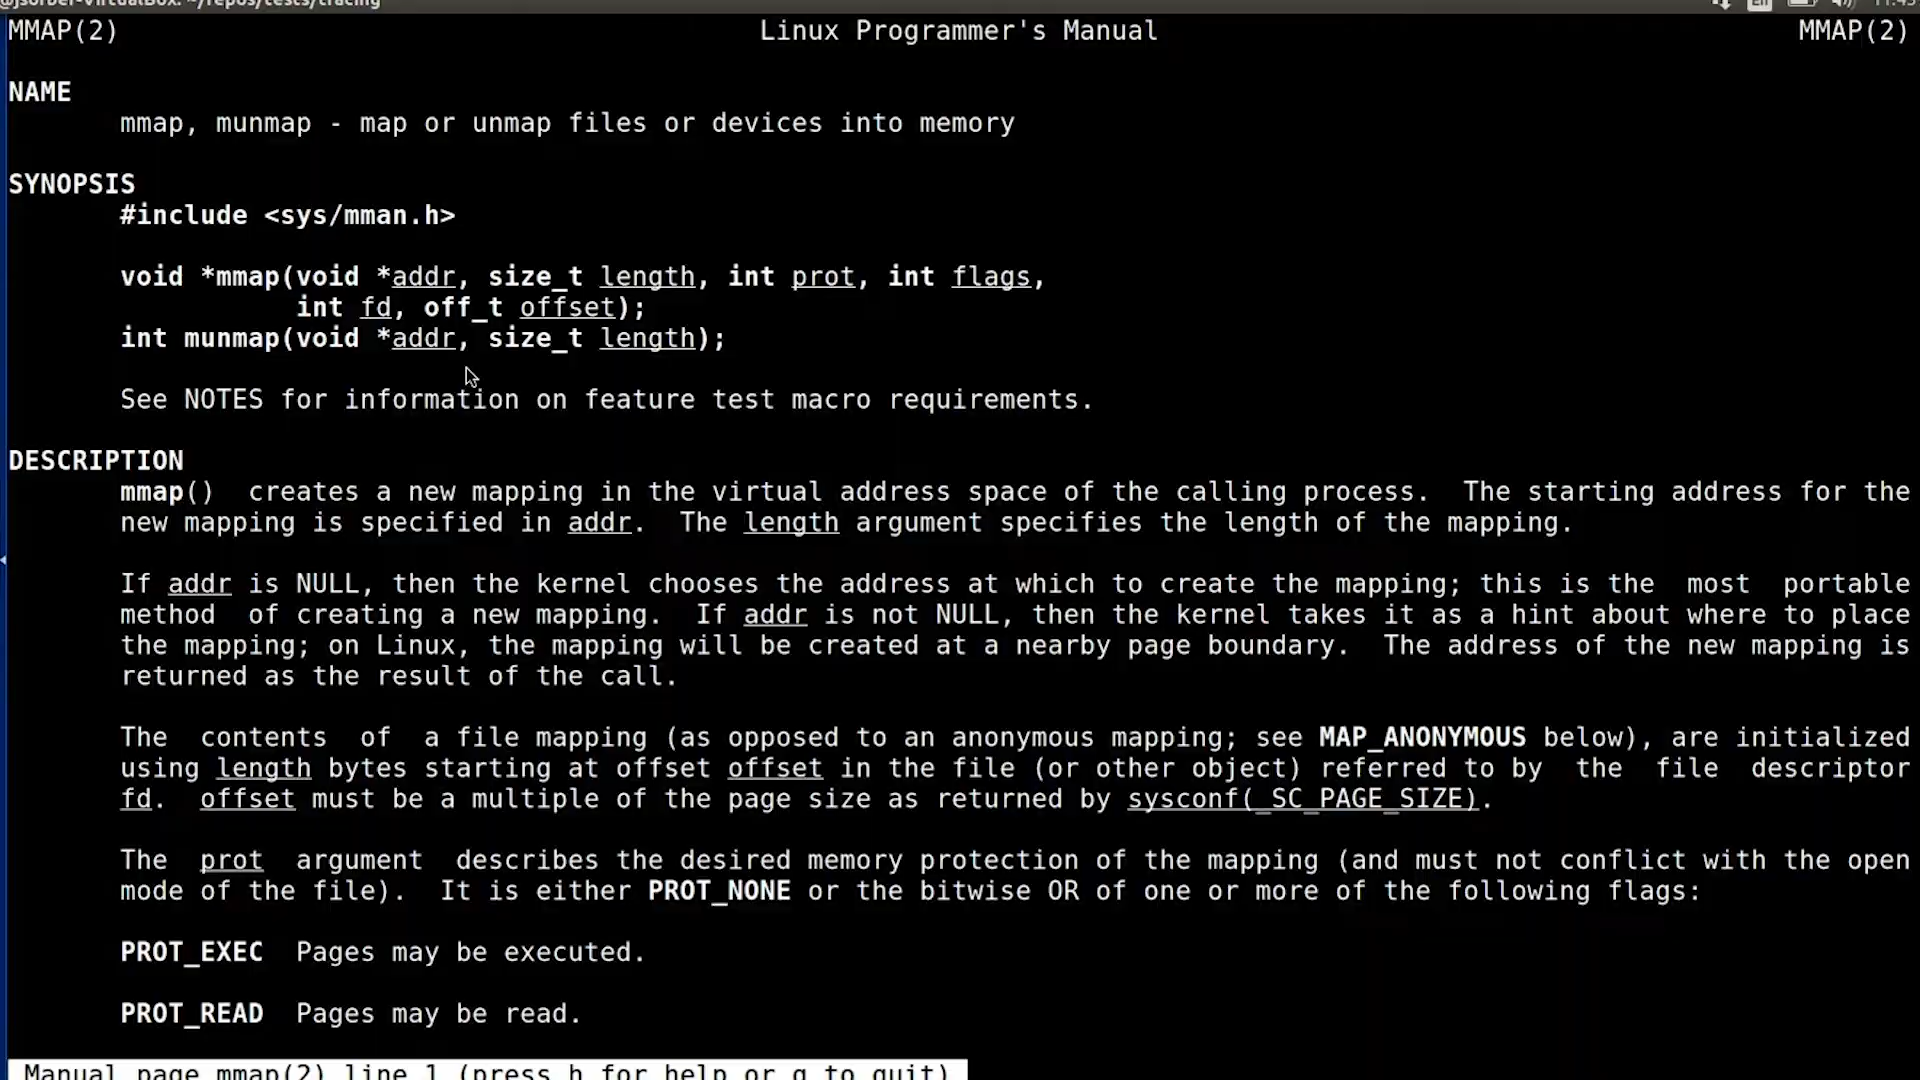 MMAP(2) Linux Programmer's Manual MMAP(2)
NAME
mmap, munmap - map or unmap files or devices into memory
SYNOPSIS
#include <sys/mman.h>
void *mmap(void *addr, size_t length, int prot, int flags,
int fd, off_t offset);
int munmap(void *addr, size_t length);
See NOTES for information on feature test macro requirements.
DESCRIPTION
mmap() creates a new mapping in the virtual address space of the calling process. The starting address for the
new mapping is specified in addr. The length argument specifies the length of the mapping.
If addr is NULL, then the kernel chooses the address at which to create the mapping; this is the most portable
method of creating a new mapping. If addr is not NULL, then the kernel takes it as a hint about where to place
the mapping; on Linux, the mapping will be created at a nearby page boundary. The address of the new mapping is
returned as the result of the call.
The contents of a file mapping (as opposed to an anonymous mapping; see MAP_ANONYMOUS below), are initialized
using length bytes starting at offset offset in the file (or other object) referred to by the file descriptor
fd. offset must be a multiple of the page size as returned by sysconf(_SC_PAGE_SIZE).
The prot argument describes the desired memory protection of the mapping (and must not conflict with the open
mode of the file). It is either PROT_NONE or the bitwise OR of one or more of the following flags:
PROT_EXEC Pages may be executed.
PROT_READ Pages may be read.
Manual page mmap(2) line 1 (press h for help or q to quit)